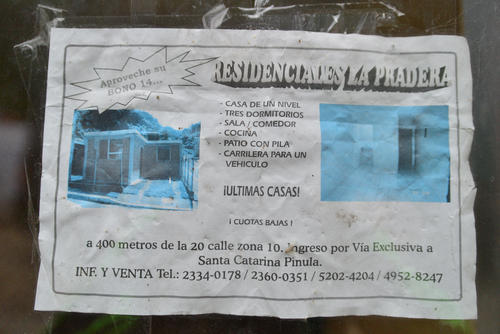 Aproveche su
BONO 14...
RESIDENCIALES LA PRADERA
- CASA DE UN NIVEL
- TRES DORMITORIOS
- SALA / COMEDOR
- COCIÑA
- PATIO CON PILA
- CARRILERA PARA UN
VEHICULO
¡ULTIMAS CASAS!
¡ CUOTAS BAJAS !
a 400 metros de la 20 calle zona 10. Ingreso por Vía Exclusiva a
Santa Catarina Pinula.
INF. Y VENTA Tel.: 2334-0178 / 2360-0351 / 5202-4204 / 4952-8247